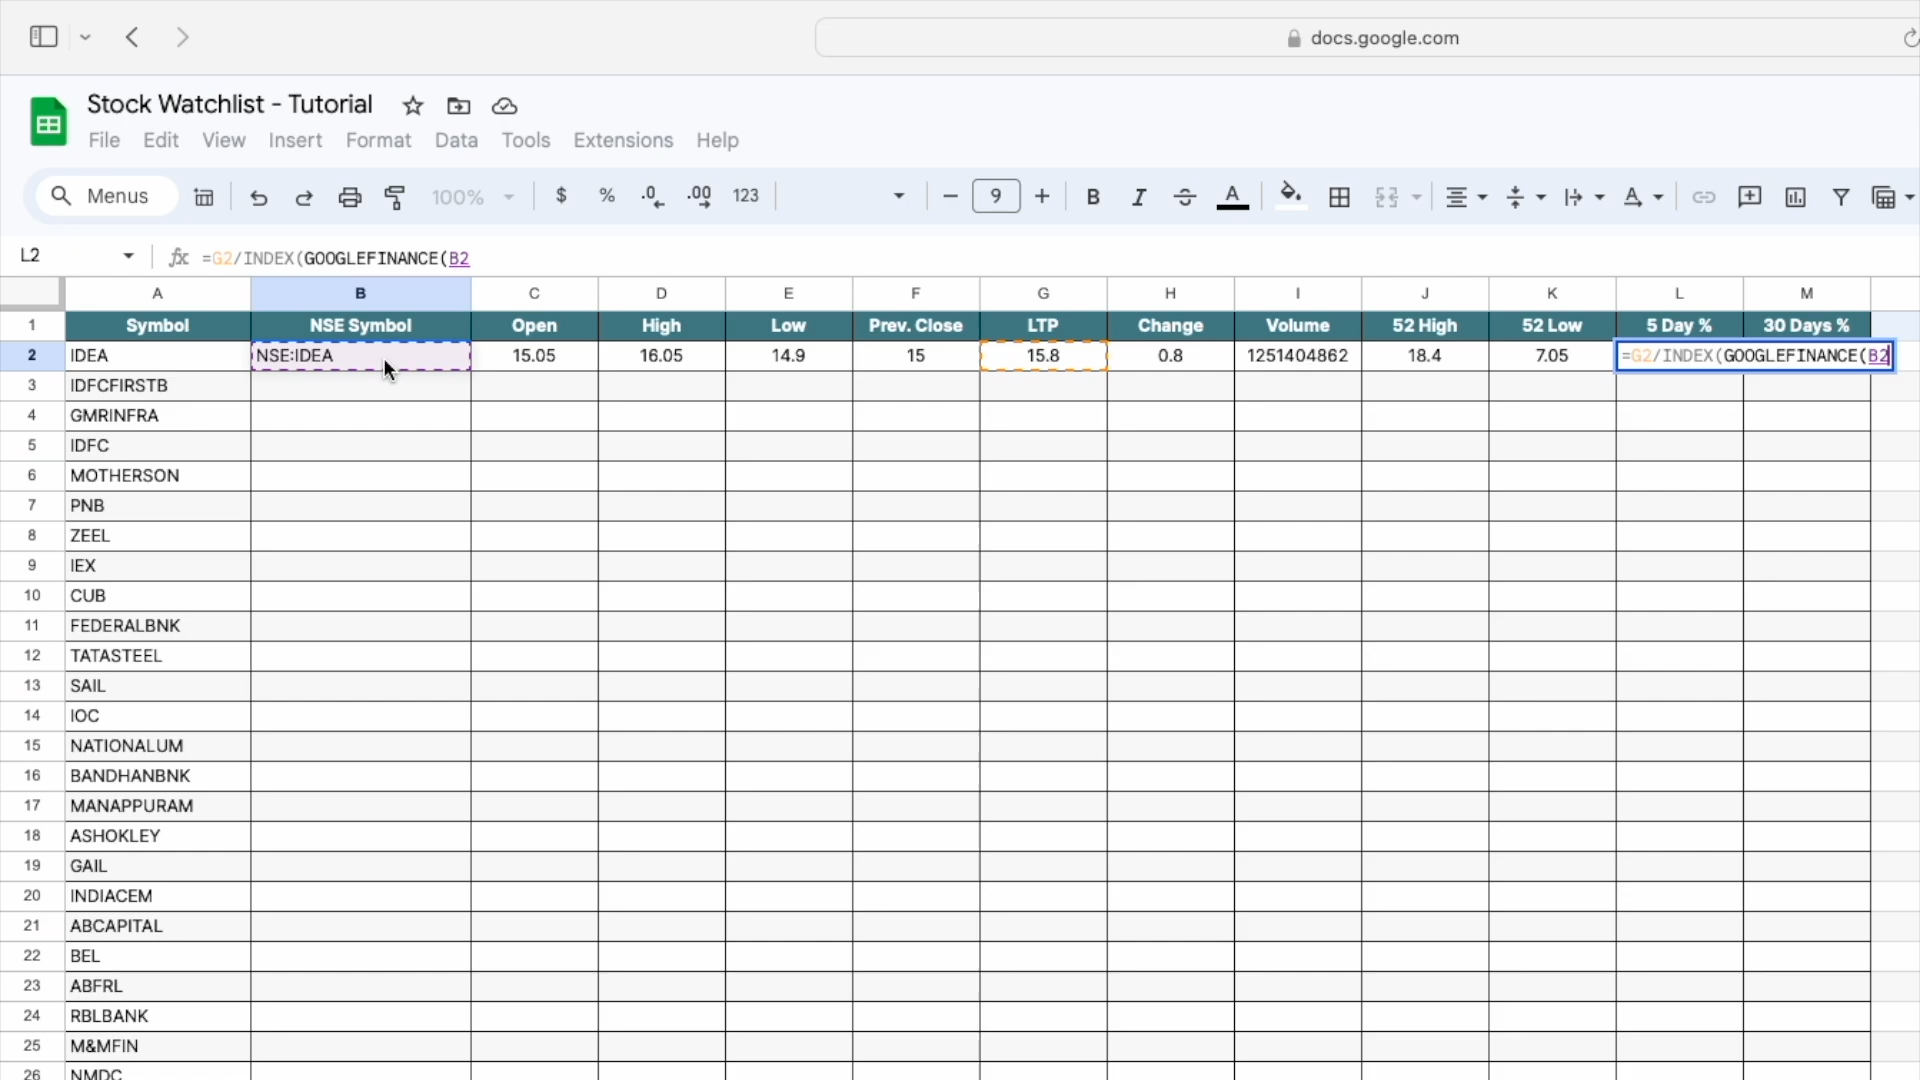 docs.google.com
Stock Watchlist - Tutorial
File Edit View Insert Format Data Tools Extensions Help
Menus 100% $ % .0 .00 123 9 B I S A
L2 fx =G2/INDEX(GOOGLEFINANCE(B2
A B C D E F G H I J K L M
1 Symbol NSE Symbol Open High Low Prev. Close LTP Change Volume 52 High 52 Low 5 Day % 30 Days %
2 IDEA NSE:IDEA 15.05 16.05 14.9 15 15.8 0.8 1251404862 18.4 7.05 =G2/INDEX(GOOGLEFINANCE(B2
3 IDFCFIRSTB
4 GMRINFRA
5 IDFC
6 MOTHERSON
7 PNB
8 ZEEL
9 IEX
10 CUB
11 FEDERALBNK
12 TATASTEEL
13 SAIL
14 IOC
15 NATIONALUM
16 BANDHANBNK
17 MANAPPURAM
18 ASHOKLEY
19 GAIL
20 INDIACEM
21 ABCAPITAL
22 BEL
23 ABFRL
24 RBLBANK
25 M&MFIN
26 NMDC